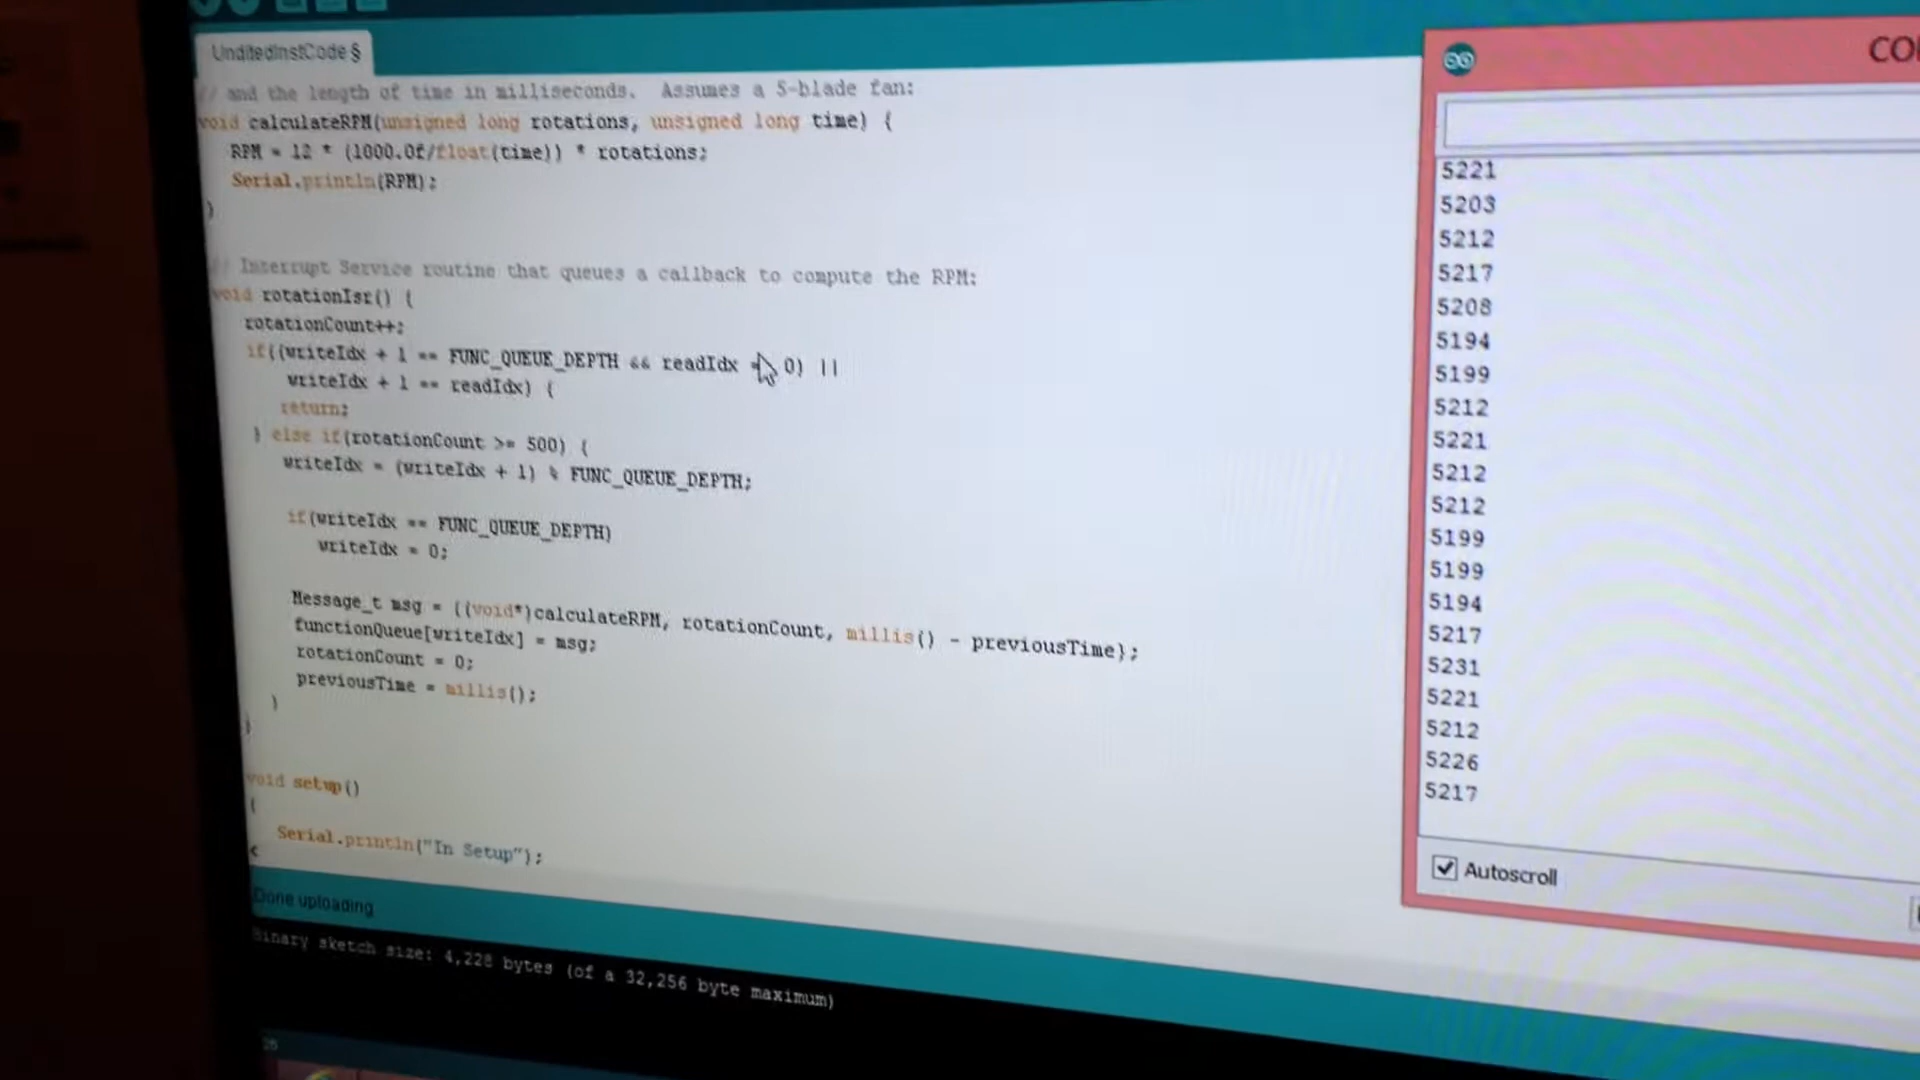 UnditedInstCode §
// and the length of time in milliseconds.  Assumes a 5-blade fan:
void calculateRPM(unsigned long rotations, unsigned long time) {
RPM = 12 * (1000.0f/float(time)) * rotations;
Serial.println(RPM);
}
// Interrupt Service routine that queues a callback to compute the RPM:
void rotationIsr() {
rotationCount++;
if((writeIdx + 1 == FUNC_QUEUE_DEPTH && readIdx == 0) ||
writeIdx + 1 == readIdx) {
return;
} else if(rotationCount >= 500) {
writeIdx = (writeIdx + 1) % FUNC_QUEUE_DEPTH;
if(writeIdx == FUNC_QUEUE_DEPTH)
writeIdx = 0;
Message_t msg = {(void*)calculateRPM, rotationCount, millis() - previousTime};
functionQueue[writeIdx] = msg;
rotationCount = 0;
previousTime = millis();
}
}
void setup()
{
Serial.println("In Setup");
Done uploading
Binary sketch size: 4,228 bytes (of a 32,256 byte maximum)
5221
5203
5212
5217
5208
5194
5199
5212
5221
5212
5212
5199
5199
5194
5217
5231
5221
5212
5226
5217
Autoscroll